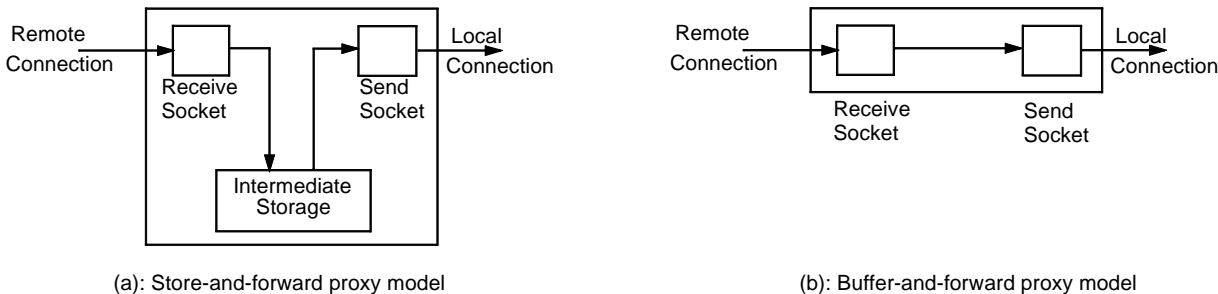 Remote
Connection
Receive
Socket
Intermediate
Storage
Send
Socket
Local
Connection
(a): Store-and-forward proxy model
Remote
Connection
Receive
Socket
Send
Socket
Local
Connection
(b): Buffer-and-forward proxy model